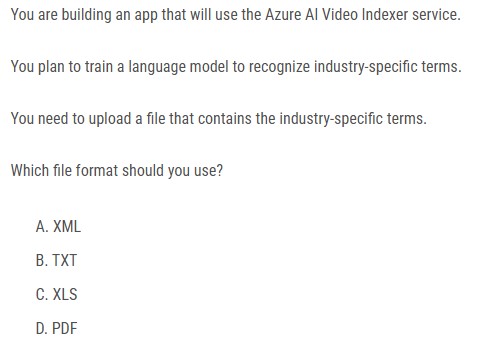 You are building an app that will use the Azure AI Video Indexer service.
You plan to train a language model to recognize industry-specific terms.
You need to upload a file that contains the industry-specific terms.
Which file format should you use?
A. XML
B. TXT
C. XLS
D. PDF